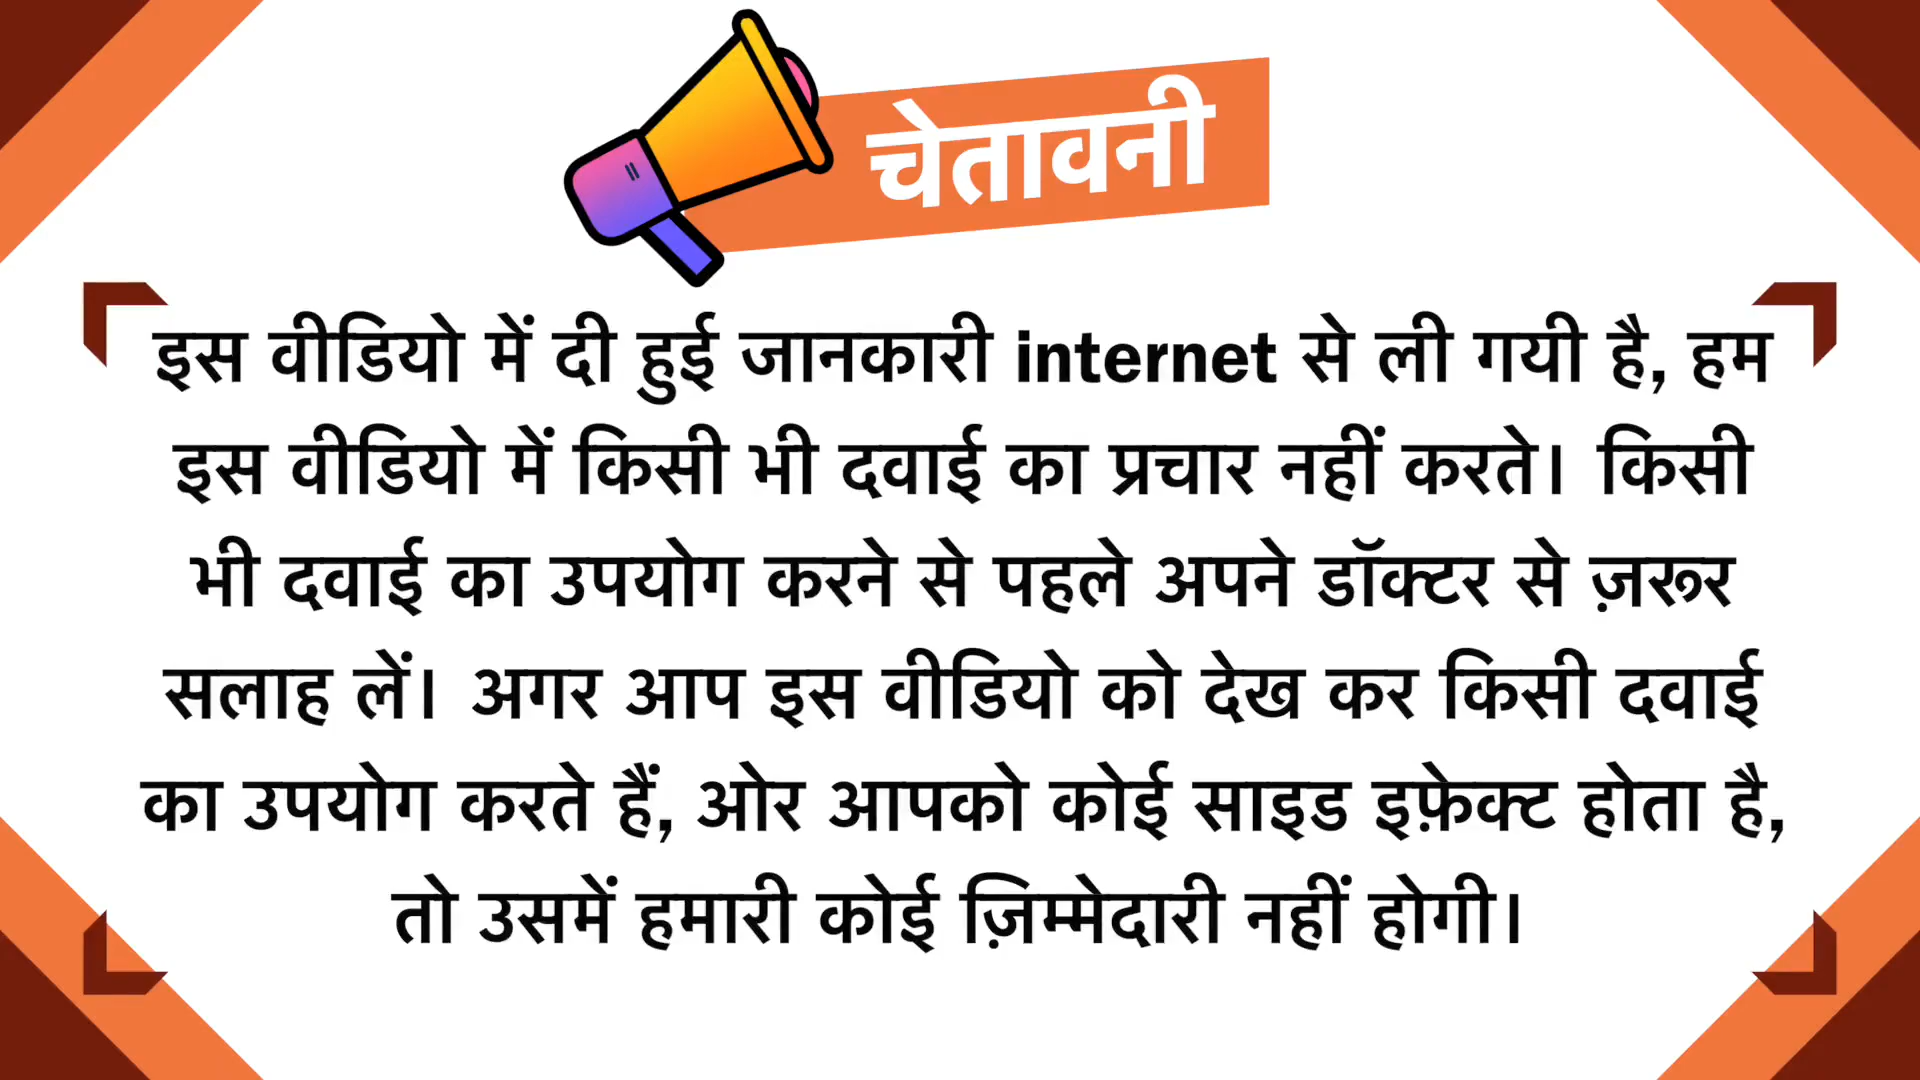 चेतावनी
इस वीडियो में दी हुई जानकारी internet से ली गयी है, हम
इस वीडियो में किसी भी दवाई का प्रचार नहीं करते। किसी
भी दवाई का उपयोग करने से पहले अपने डॉक्टर से ज़रूर
सलाह लें। अगर आप इस वीडियो को देख कर किसी दवाई
का उपयोग करते हैं, ओर आपको कोई साइड इफ़ेक्ट होता है,
तो उसमें हमारी कोई ज़िम्मेदारी नहीं होगी।